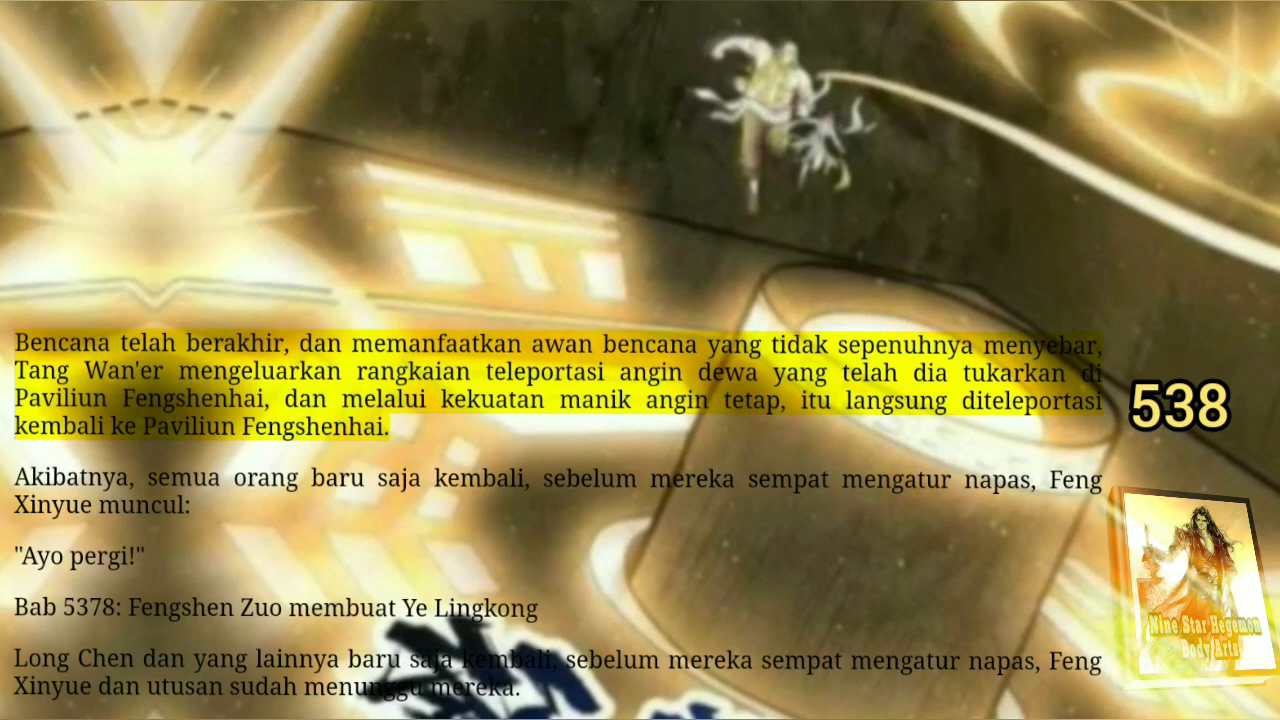 Bencana telah berakhir, dan memanfaatkan awan bencana yang tidak sepenuhnya menyebar,
Tang Wan'er mengeluarkan rangkaian teleportasi angin dewa yang telah dia tukarkan di
Paviliun Fengshenhai, dan melalui kekuatan manik angin tetap, itu langsung diteleportasi
kembali ke Paviliun Fengshenhai.
Akibatnya, semua orang baru saja kembali, sebelum mereka sempat mengatur napas, Feng
Xinyue muncul:
"Ayo pergi!"
Bab 5378: Fengshen Zuo membuat Ye Lingkong
Long Chen dan yang lainnya baru saja kembali, sebelum mereka sempat mengatur napas, Feng
Xinyue dan utusan sudah menunggu mereka.
538
Nine Star Hegemon
Body Arts